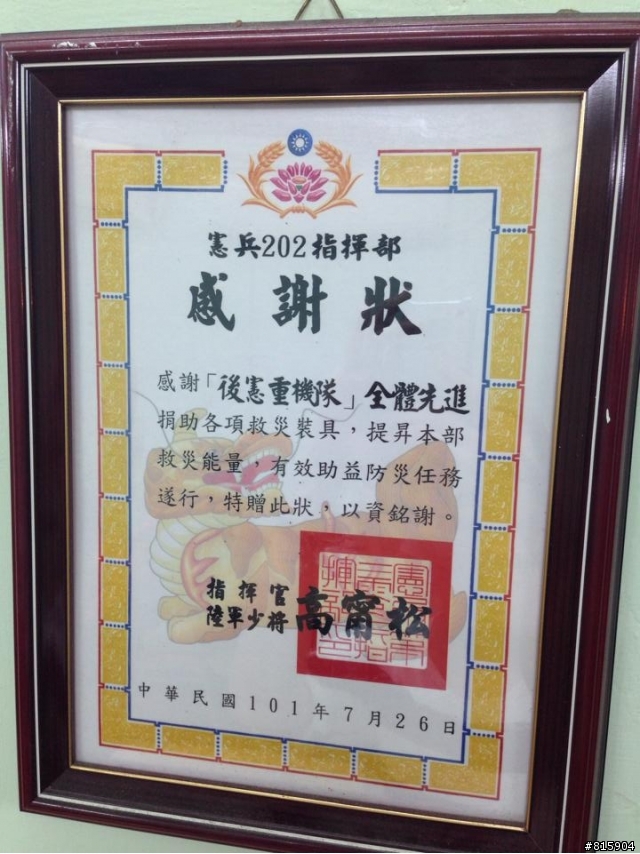 憲兵202指揮部
感謝狀
感謝「後憲重機隊」全體先進
捐助各項救災裝具，提昇本部
救災能量，有效助益防災任務
遂行，特贈此狀，以資銘謝。
指揮官
陸軍少將 高甯松
中華民國101年7月26日
#815904